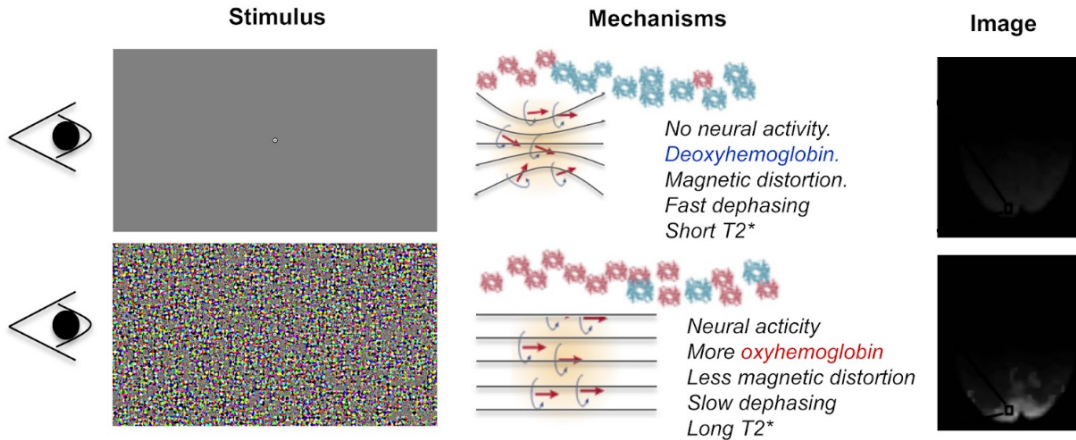 Stimulus
Mechanisms
Image
No neural activity.
Deoxyhemoglobin.
Magnetic distortion.
Fast dephasing
Short T2*
Neural acticity
More oxyhemoglobin
Less magnetic distortion
Slow dephasing
Long T2*